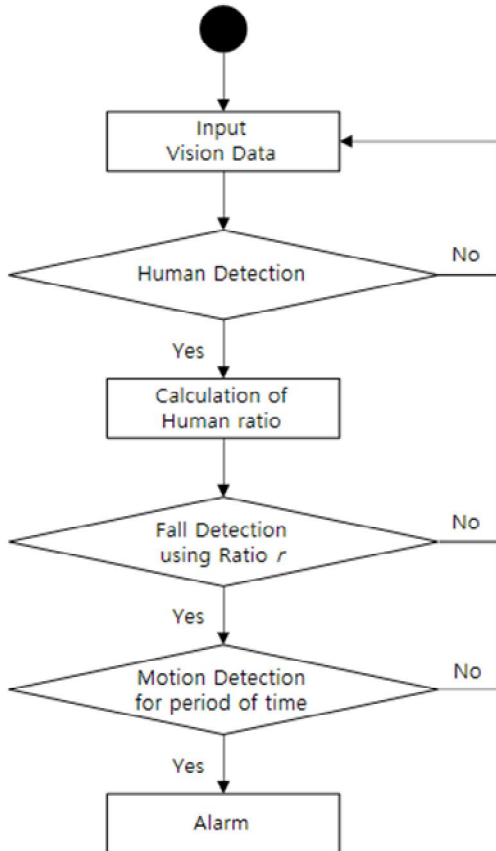 Input
Vision Data
Human Detection
No
Yes
Calculation of
Human ratio
Fall Detection
using Ratio r
No
Yes
Motion Detection
for period of time
No
Yes
Alarm